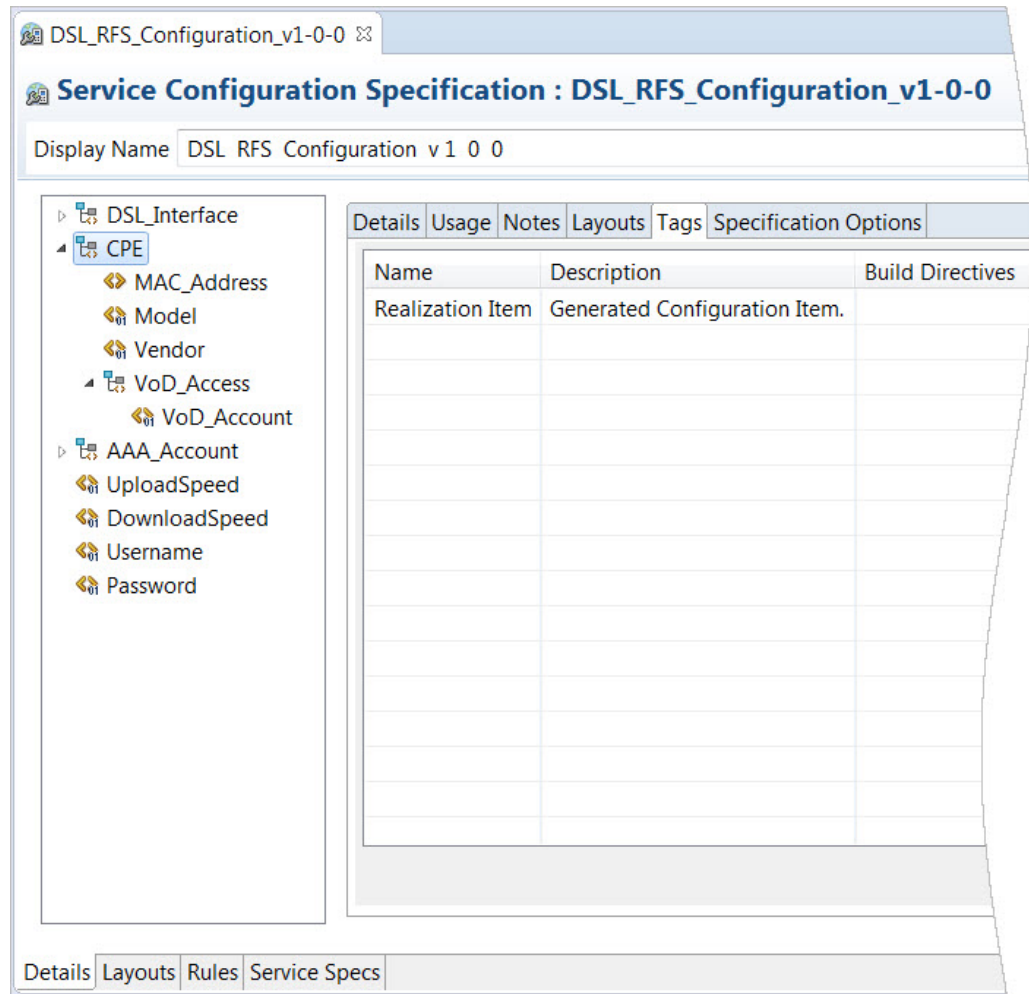 DSL_RFS_Configuration_v1-0-0
Service Configuration Specification : DSL_RFS_Configuration_v1-0-0
Display Name DSL RFS Configuration v 1 0 0
DSL_Interface
CPE
MAC_Address
Model
Vendor
VoD_Access
VoD_Account
AAA_Account
UploadSpeed
DownloadSpeed
Username
Password
Details Usage Notes Layouts Tags Specification Options
Name Description Build Directives
Realization Item Generated Configuration Item.
Details Layouts Rules Service Specs